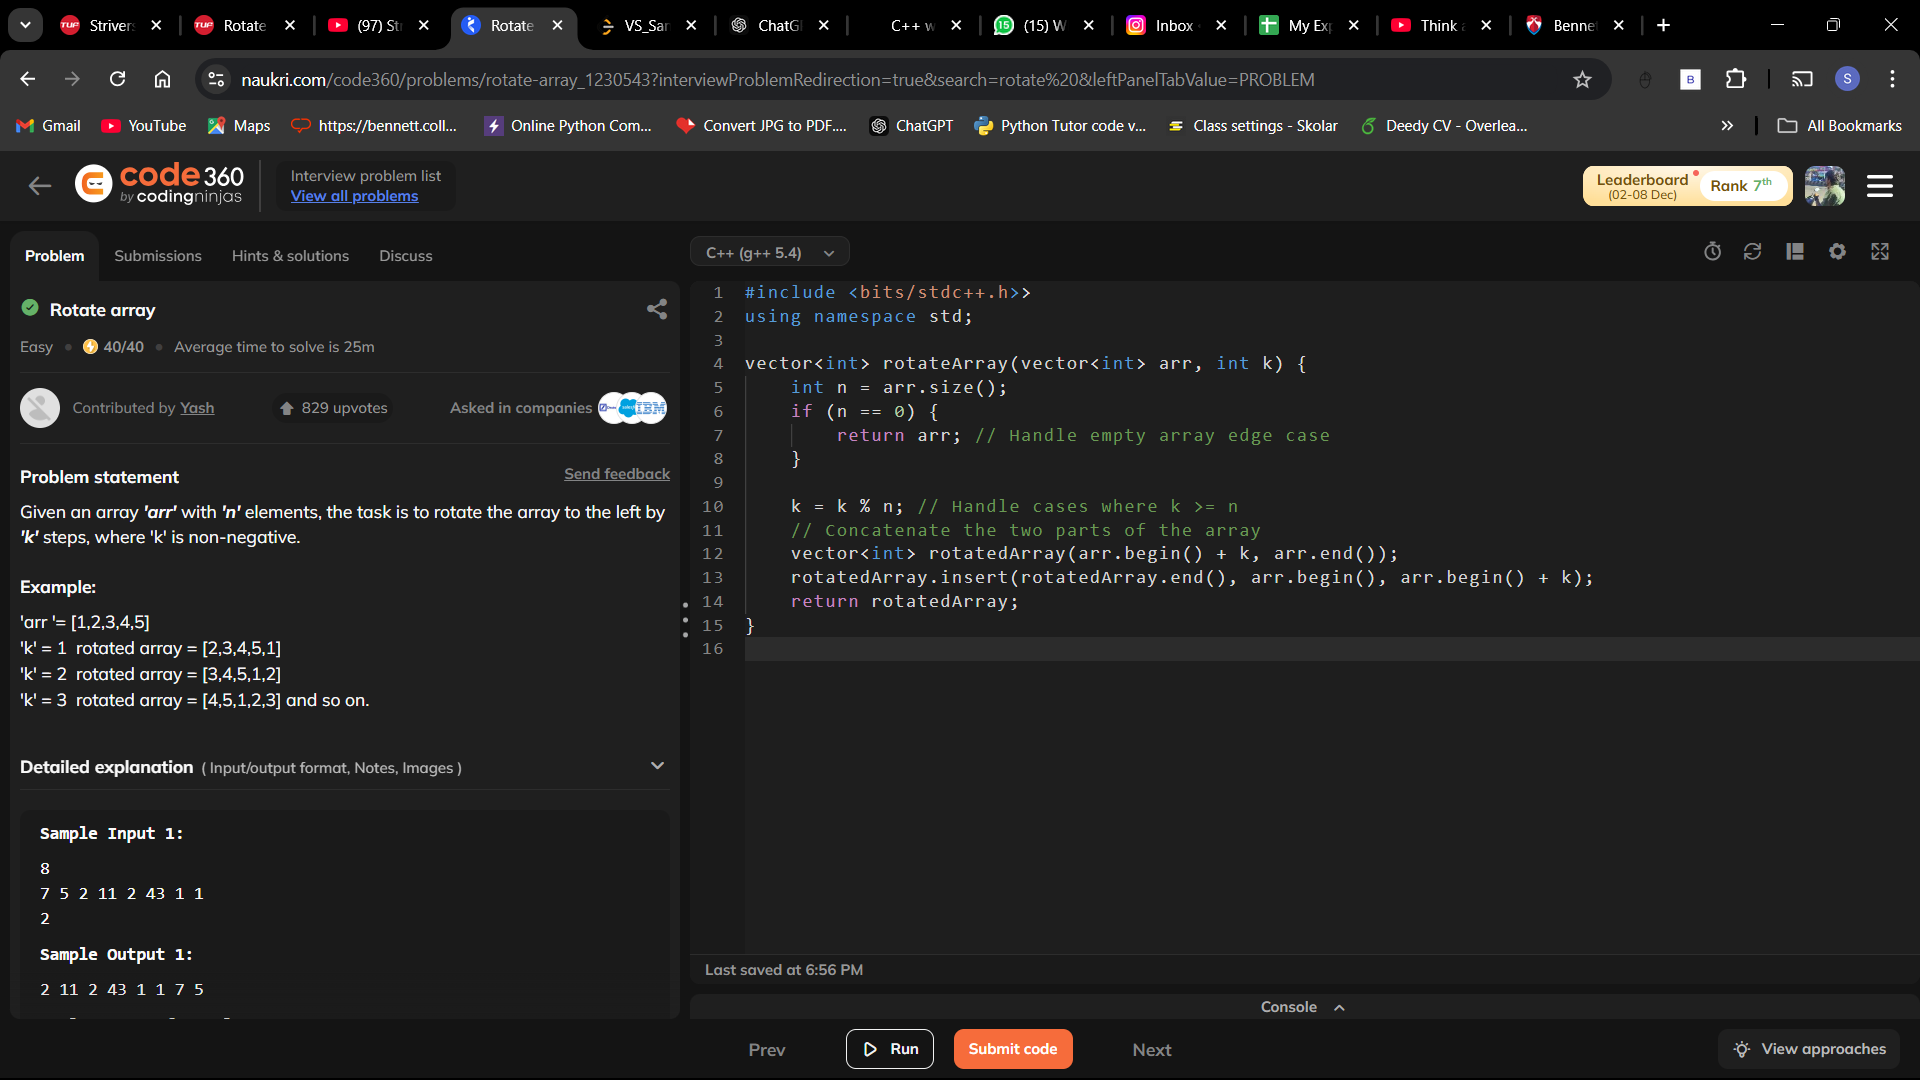 Strivers
Rotate
(97) St
Rotate
VS_San
ChatG
C++ w
(15) W
Inbox
My Exp
Think a
Bennet
naukri.com/code360/problems/rotate-array_1230543?interviewProblemRedirection=true&search=rotate%20&leftPanelTabValue=PROBLEM
B
S
Gmail
YouTube
Maps
https://bennett.coll...
Online Python Com...
Convert JPG to PDF....
ChatGPT
Python Tutor code v...
Class settings - Skolar
Deedy CV - Overlea...
All Bookmarks
code 360
by codingninjas
Interview problem list
View all problems
Leaderboard
(02-08 Dec)
Rank 7th
Problem
Submissions
Hints & solutions
Discuss
Rotate array
Easy
40/40
Average time to solve is 25m
Contributed by Yash
829 upvotes
Asked in companies
IBM
Problem statement
Send feedback
Given an array 'arr' with 'n' elements, the task is to rotate the array to the left by
'k' steps, where 'k' is non-negative.
Example:
'arr '= [1,2,3,4,5]
'k' = 1  rotated array = [2,3,4,5,1]
'k' = 2  rotated array = [3,4,5,1,2]
'k' = 3  rotated array = [4,5,1,2,3] and so on.
Detailed explanation ( Input/output format, Notes, Images )
Sample Input 1:
8
7 5 2 11 2 43 1 1
2
Sample Output 1:
2 11 2 43 1 1 7 5
C++ (g++ 5.4)
1 #include <bits/stdc++.h>>
2 using namespace std;
3
4 vector<int> rotateArray(vector<int> arr, int k) {
5     int n = arr.size();
6     if (n == 0) {
7         return arr; // Handle empty array edge case
8     }
9
10     k = k % n; // Handle cases where k >= n
11     // Concatenate the two parts of the array
12     vector<int> rotatedArray(arr.begin() + k, arr.end());
13     rotatedArray.insert(rotatedArray.end(), arr.begin(), arr.begin() + k);
14     return rotatedArray;
15 }
16
Last saved at 6:56 PM
Console
Prev
Run
Submit code
Next
View approaches